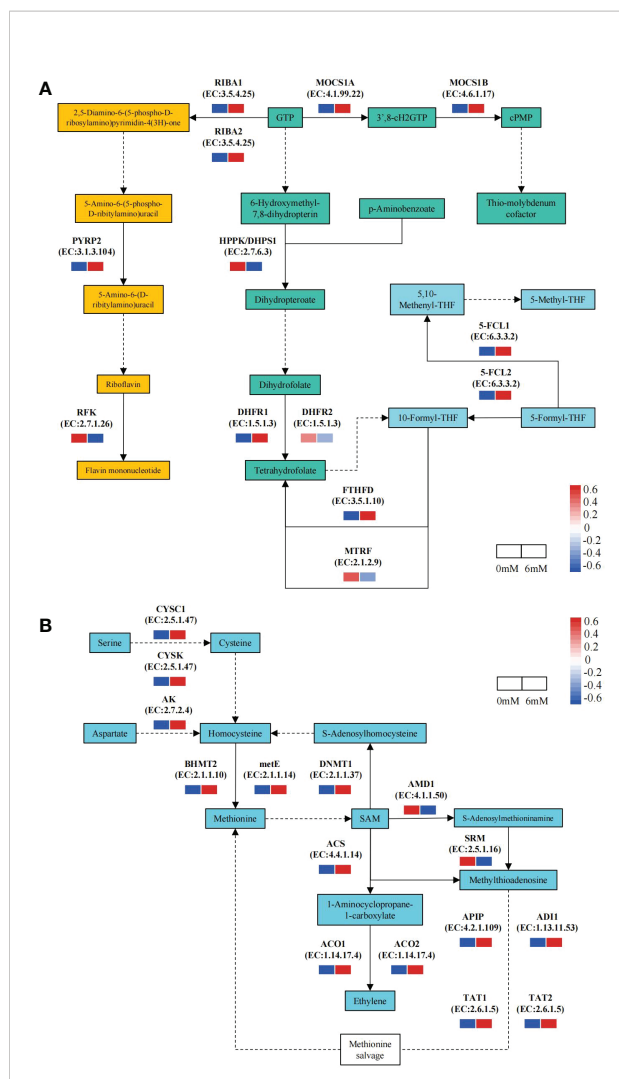 A
RIBA1
(EC:3.5.4.25)
MOCS1A
(EC:4.1.99.22)
MOCS1B
(EC:4.6.1.17)
2,5-Diamino-6-(5-phospho-D-
ribosylamino)pyrimidin-4(3H)-one
GTP
3',8-cH2GTP
cPMP
RIBA2
(EC:3.5.4.25)
5-Amino-6-(5-phospho-
D-ribitylamino)uracil
6-Hydroxymethyl-
7,8-dihydropterin
p-Aminobenzoate
Thio-molybdenum
cofactor
PYRP2
(EC:3.1.3.104)
HPPK/DHPS1
(EC:2.7.6.3)
5-Amino-6-(D-
ribitylamino)uracil
Dihydropteroate
5,10-
Methenyl-THF
5-Methyl-THF
5-FCL1
(EC:6.3.3.2)
Riboflavin
Dihydrofolate
5-FCL2
(EC:6.3.3.2)
RFK
(EC:2.7.1.26)
DHFR1
(EC:1.5.1.3)
DHFR2
(EC:1.5.1.3)
10-Formyl-THF
5-Formyl-THF
Flavin mononucleotide
Tetrahydrofolate
FTHFD
(EC:3.5.1.10)
MTRF
(EC:2.1.2.9)
0mM
6mM
0.6
0.4
0.2
0
-0.2
-0.4
-0.6
B
CYSC1
(EC:2.5.1.47)
Serine
Cysteine
CYSK
(EC:2.5.1.47)
0mM
6mM
0.6
0.4
0.2
0
-0.2
-0.4
-0.6
AK
(EC:2.7.2.4)
Aspartate
Homocysteine
S-Adenosylhomocysteine
BHMT2
(EC:2.1.1.10)
metE
(EC:2.1.1.14)
DNMT1
(EC:2.1.1.37)
AMD1
(EC:4.1.1.50)
Methionine
SAM
S-Adenosylmethioninamine
ACS
(EC:4.4.1.14)
SRM
(EC:2.5.1.16)
Methylthioadenosine
1-Aminocyclopropane-
1-carboxylate
APIP
(EC:4.2.1.109)
ADI1
(EC:1.13.11.53)
ACO1
(EC:1.14.17.4)
ACO2
(EC:1.14.17.4)
Ethylene
TAT1
(EC:2.6.1.5)
TAT2
(EC:2.6.1.5)
Methionine
salvage